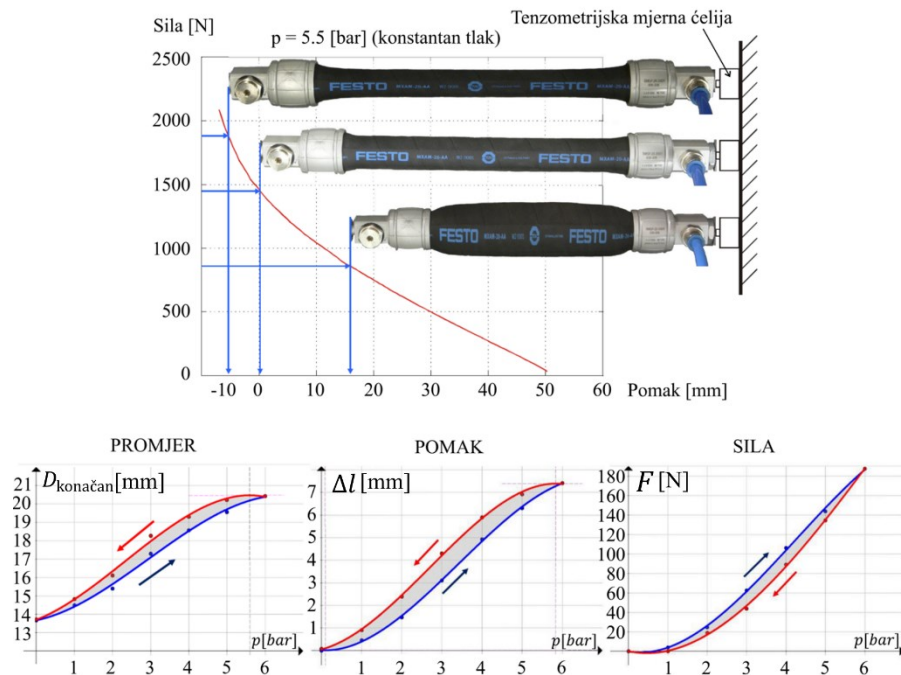 Tenzometrijska mjerna ćelija
Sila [N]
p = 5.5 [bar] (konstantan tlak)
2500
2000
1500
1000
500
0
FESTO
FESTO
FESTO
FESTO
FESTO
FESTO
-10 0 10 20 30 40 50 60 Pomak [mm]
PROMJER
D konačan [mm]
21
20
19
18
17
16
15
14
13
p[bar]
1 2 3 4 5 6
POMAK
Δl [mm]
7
6
5
4
3
2
1
0
p[bar]
0 1 2 3 4 5 6
SILA
F [N]
180
160
140
120
100
80
60
40
20
p[bar]
1 2 3 4 5 6